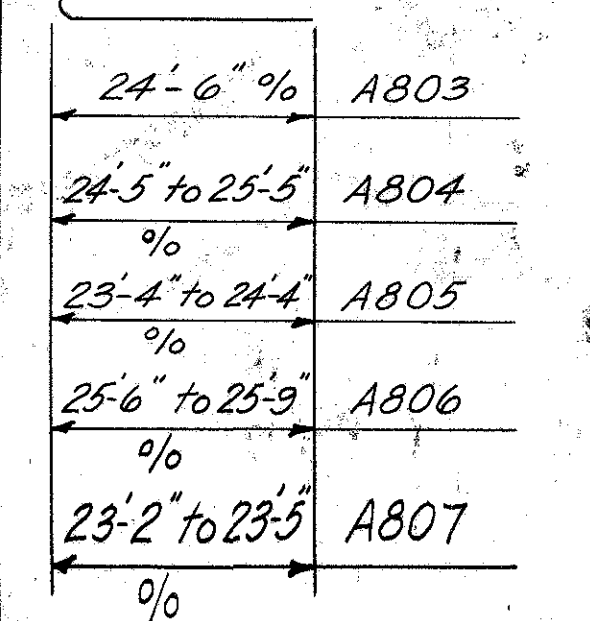 24'-6" % A803
24'-5" to 25'-5" A804
%
23'-4" to 24'-4" A805
%
25'-6" to 25'-9" A806
%
23'-2" to 23'-5" A807
%